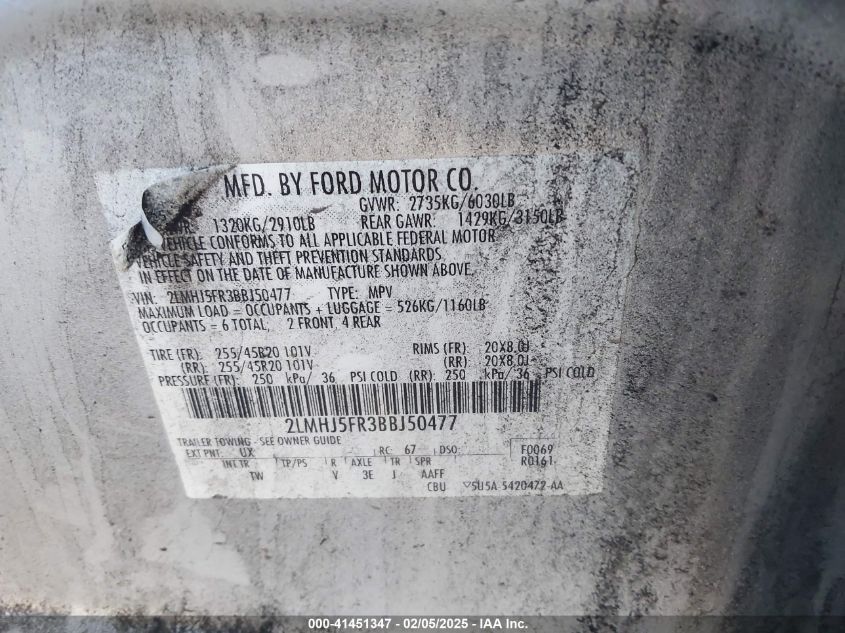 MFD. BY FORD MOTOR CO.
GVWR: 2735KG/6030LB
1320KG/2910LB REAR GAWR: 1429KG/3150LB
VEHICLE CONFORMS TO ALL APPLICABLE FEDERAL MOTOR
VEHICLE SAFETY AND THEFT PREVENTION STANDARDS
IN EFFECT ON THE DATE OF MANUFACTURE SHOWN ABOVE.
VIN: 2LMHJ5FR3BBJ50477 TYPE: MPV
MAXIMUM LOAD = OCCUPANTS + LUGGAGE = 526KG/1160LB
OCCUPANTS = 6 TOTAL; 2 FRONT, 4 REAR
TIRE (FR): 255/45R20 101V RIMS (FR): 20X8.0J
(RR): 255/45R20 101V (RR): 20X8.0J
PRESSURE (FR): 250 kPa/ 36 PSI COLD (RR): 250 kPa/ 36 PSI COLD
2LMHJ5FR3BBJ50477
TRAILER TOWING - SEE OWNER GUIDE
EXT PNT: UX RC: 67 DSO: F0069
INT TR TP/PS R AXLE TR SPR R0161
TW V 3E J AAFF
CBU 5U5A-5420472-AA
000-41451347 — 02/05/2025 — IAA Inc.